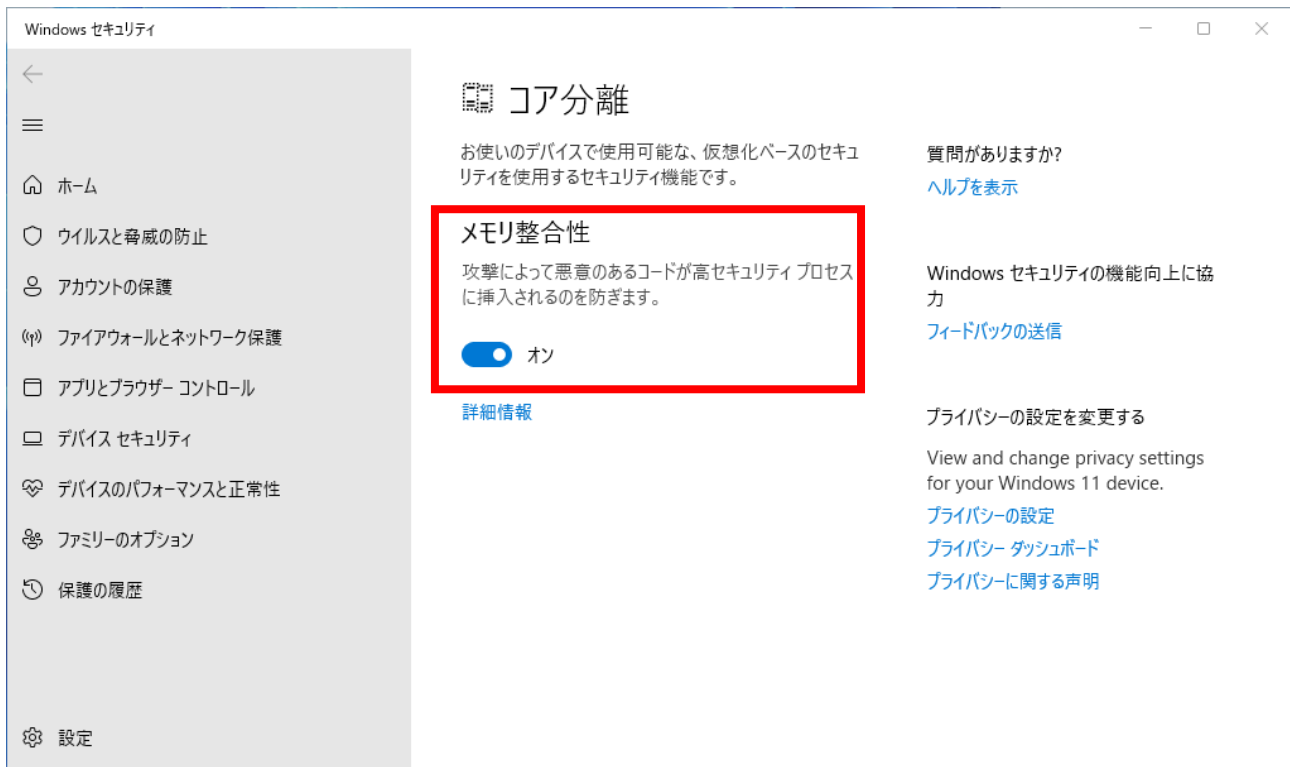 Windows セキュリティ
ホーム
ウイルスと脅威の防止
アカウントの保護
ファイアウォールとネットワーク保護
アプリとブラウザー コントロール
デバイス セキュリティ
デバイスのパフォーマンスと正常性
ファミリーのオプション
保護の履歴
設定
コア分離
お使いのデバイスで使用可能な、仮想化ベースのセキュ
リティを使用するセキュリティ機能です。
メモリ整合性
攻撃によって悪意のあるコードが高セキュリティ プロセス
に挿入されるのを防ぎます。
オン
詳細情報
質問がありますか?
ヘルプを表示
Windows セキュリティの機能向上に協
力
フィードバックの送信
プライバシーの設定を変更する
View and change privacy settings
for your Windows 11 device.
プライバシーの設定
プライバシー ダッシュボード
プライバシーに関する声明